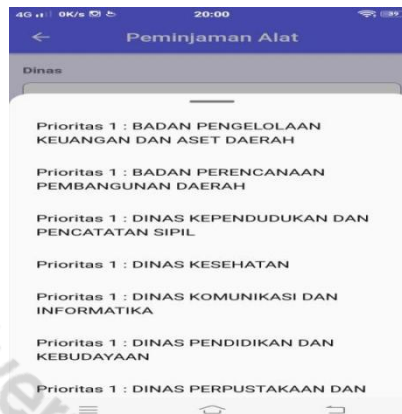 4G 0K/s 20:00 39
Peminjaman Alat
Dinas
Prioritas 1 : BADAN PENGELOLAAN
KEUANGAN DAN ASET DAERAH
Prioritas 1 : BADAN PERENCANAAN
PEMBANGUNAN DAERAH
Prioritas 1 : DINAS KEPENDUDUKAN DAN
PENCATATAN SIPIL
Prioritas 1 : DINAS KESEHATAN
Prioritas 1 : DINAS KOMUNIKASI DAN
INFORMATIKA
Prioritas 1 : DINAS PENDIDIKAN DAN
KEBUDAYAAN
Prioritas 1 : DINAS PERPUSTAKAAN DAN